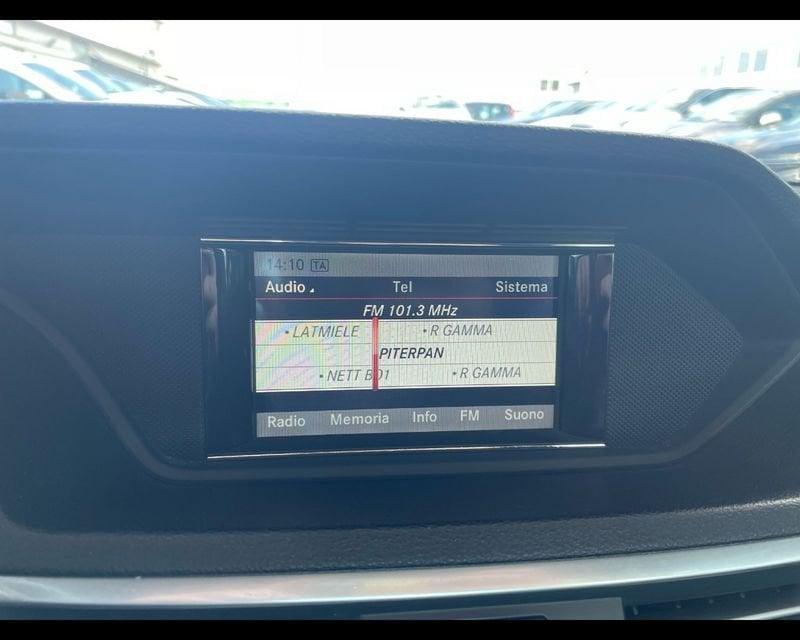 14:10 TA
Audio Tel Sistema
FM 101.3 MHz
• LATMIELE • R GAMMA
PITERPAN
• NETT BO1 • R GAMMA
Radio Memoria Info FM Suono